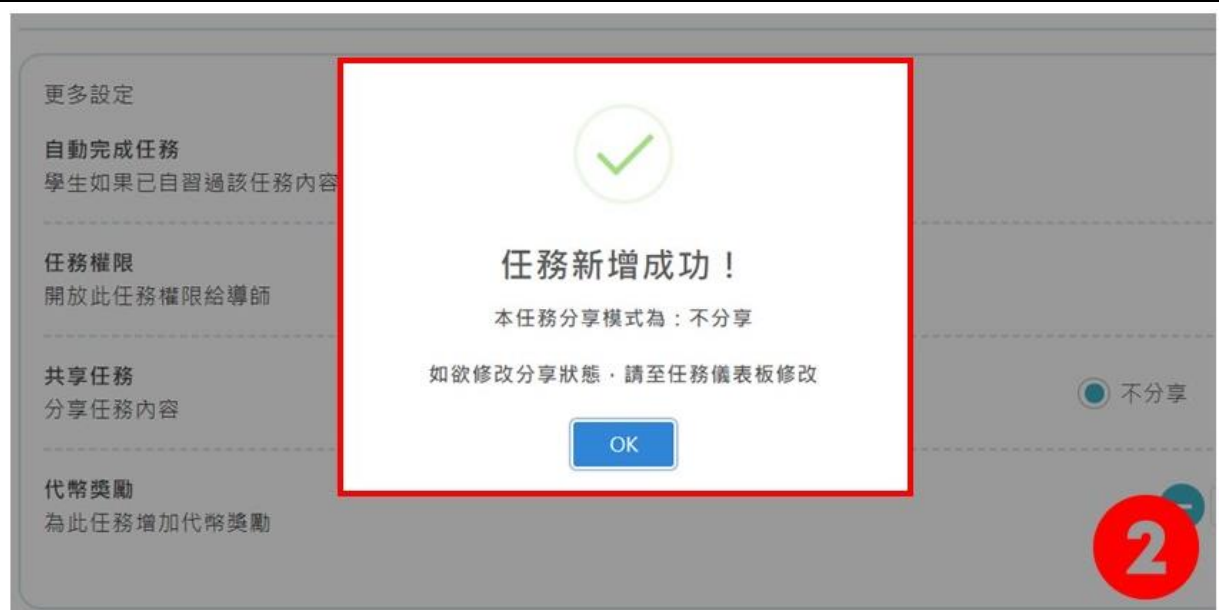 更多設定
自動完成任務
學生如果已自習過該任務內容
任務權限
開放此任務權限給導師
共享任務
分享任務內容
不分享
代幣獎勵
為此任務增加代幣獎勵
任務新增成功！
本任務分享模式為：不分享
如欲修改分享狀態，請至任務儀表板修改
OK
2